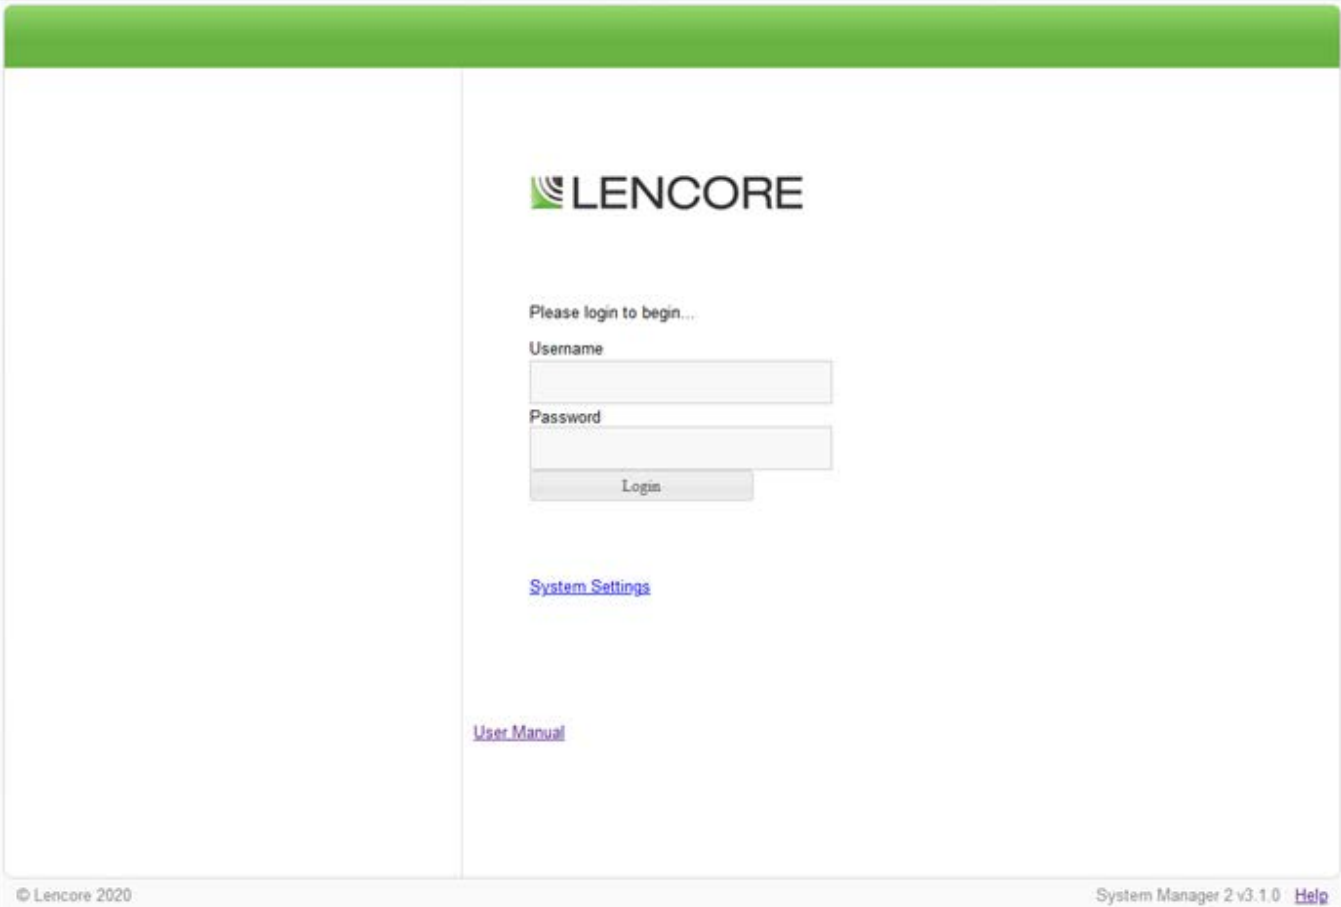 LENCORE
Please login to begin...
Username
Password
Login
System Settings
User Manual
© Lencore 2020
System Manager 2 v3.1.0 Help